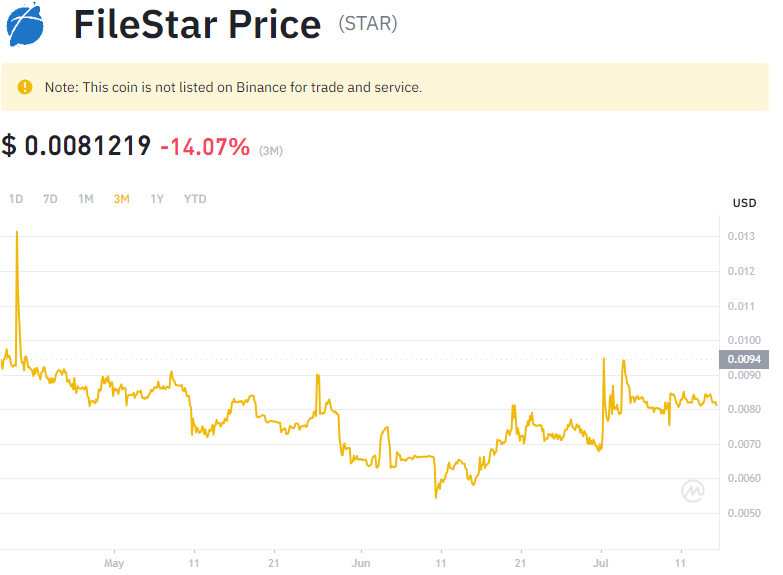 FileStar Price (STAR)
Note: This coin is not listed on Binance for trade and service.
$ 0.0081219 -14.07% (3M)
1D 7D 1M 3M 1Y YTD
USD
0.013
0.012
0.011
0.0100
0.0094
0.0090
0.0080
0.0070
0.0060
0.0050
May 11 21 Jun 11 21 Jul 11